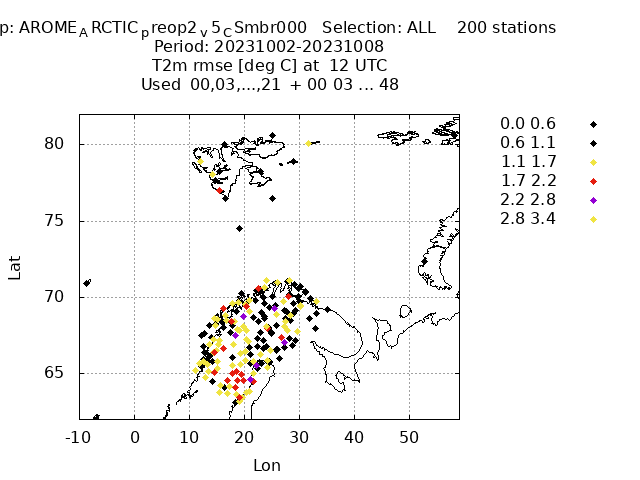 p: AROME_ARCTIC_preop2_v5_CSmbr000 Selection: ALL 200 stations
Period: 20231002-20231008
T2m rmse [deg C] at 12 UTC
Used 00,03,...,21 + 00 03 ... 48
0.0 0.6
0.6 1.1
1.1 1.7
1.7 2.2
2.2 2.8
2.8 3.4
80
75
70
65
Lat
-10 0 10 20 30 40 50
Lon